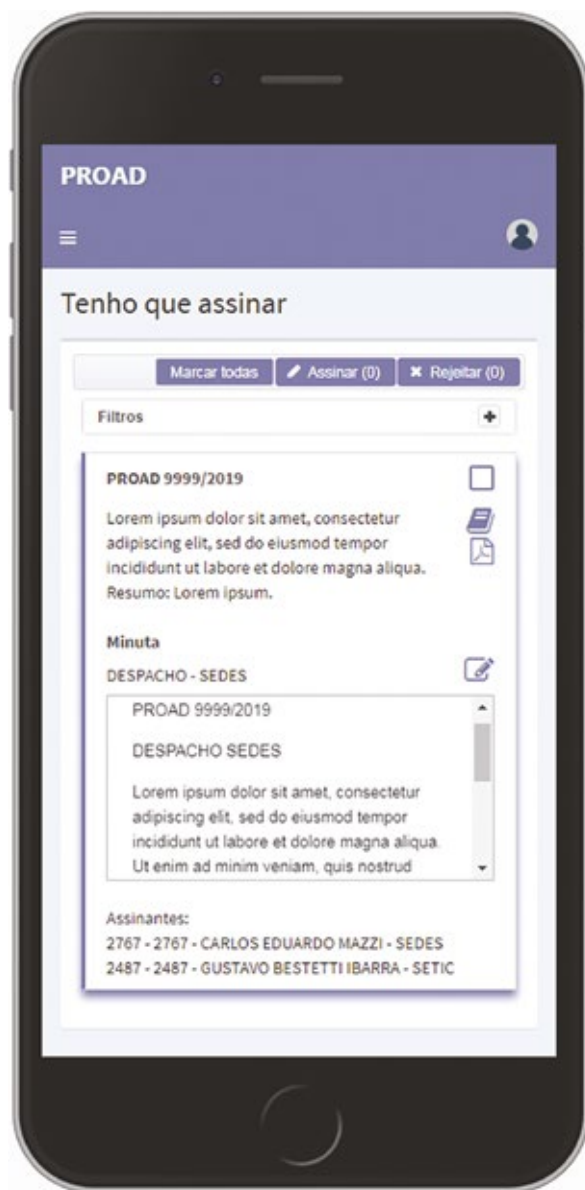 PROAD
Tenho que assinar
Marcar todas
Assinar (0)
Rejeitar (0)
Filtros
PROAD 9999/2019
Lorem ipsum dolor sit amet, consectetur
adipiscing elit, sed do eiusmod tempor
incididunt ut labore et dolore magna aliqua.
Resumo: Lorem ipsum.
Minuta
DESPACHO - SEDES
PROAD 9999/2019
DESPACHO SEDES
Lorem ipsum dolor sit amet, consectetur
adipiscing elit, sed do eiusmod tempor
incididunt ut labore et dolore magna aliqua.
Ut enim ad minim veniam, quis nostrud
Assinantes:
2767 - 2767 - CARLOS EDUARDO MAZZI - SEDES
2487 - 2487 - GUSTAVO BESTETTI IBARRA - SETIC